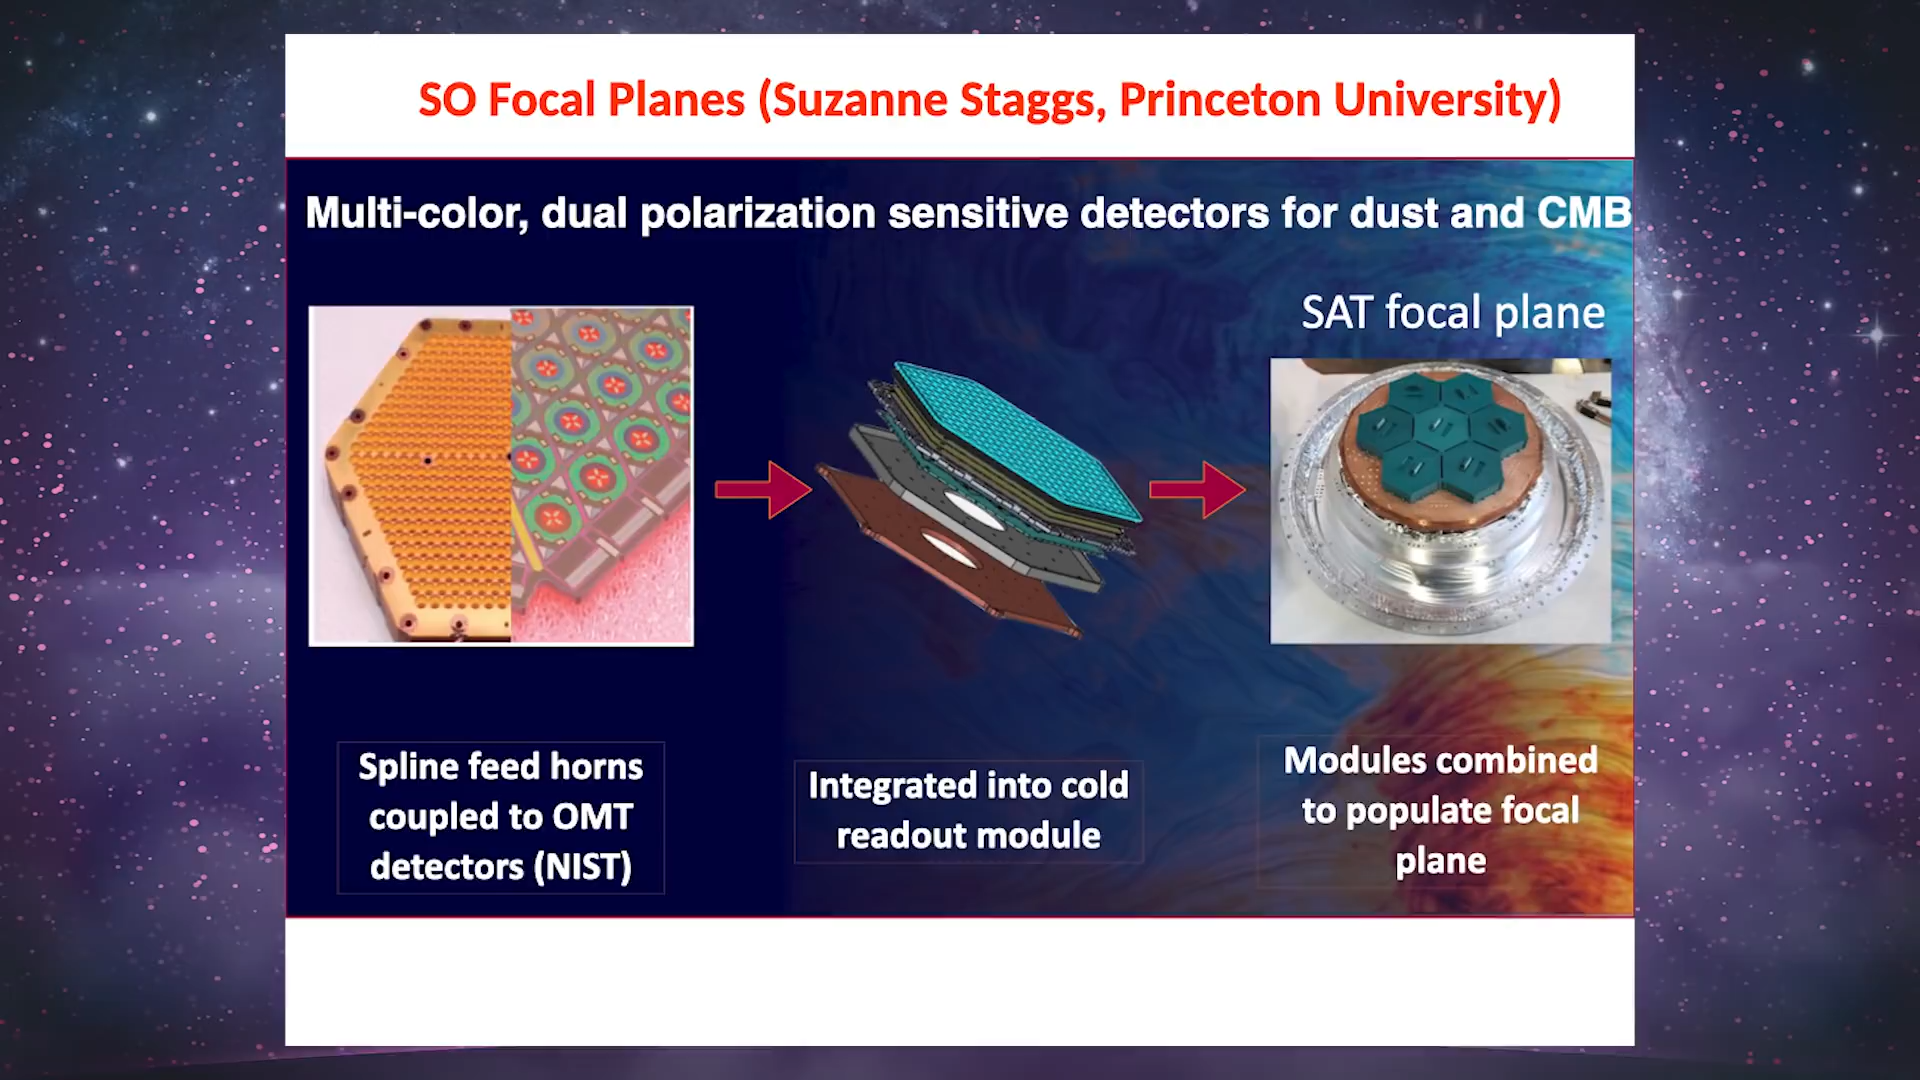 SO Focal Planes (Suzanne Staggs, Princeton University)
Multi-color, dual polarization sensitive detectors for dust and CMB
SAT focal plane
Spline feed horns
coupled to OMT
detectors (NIST)
Integrated into cold
readout module
Modules combined
to populate focal
plane